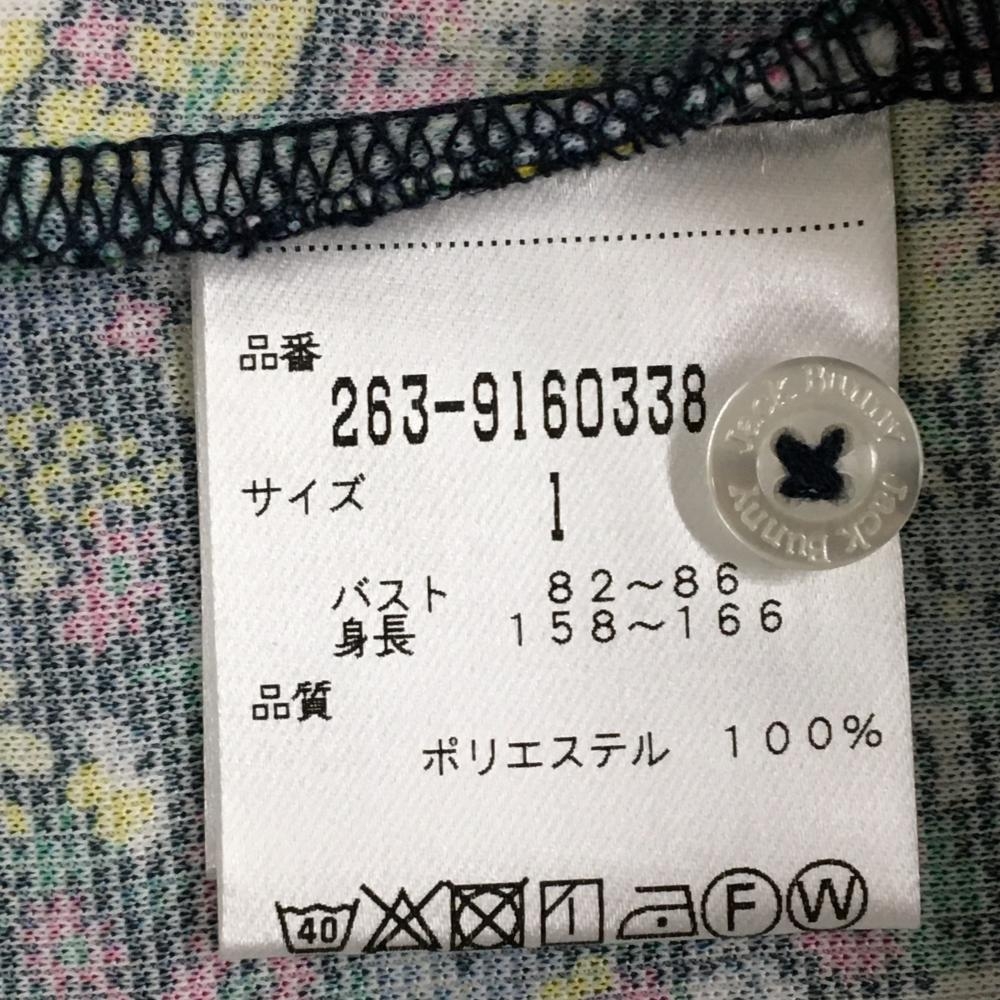 品番
263-9160338
サイズ 1
バスト 82～86
身長 158～166
品質
ポリエステル 100%
40 F W
Jack Bunny
Jack Bunny